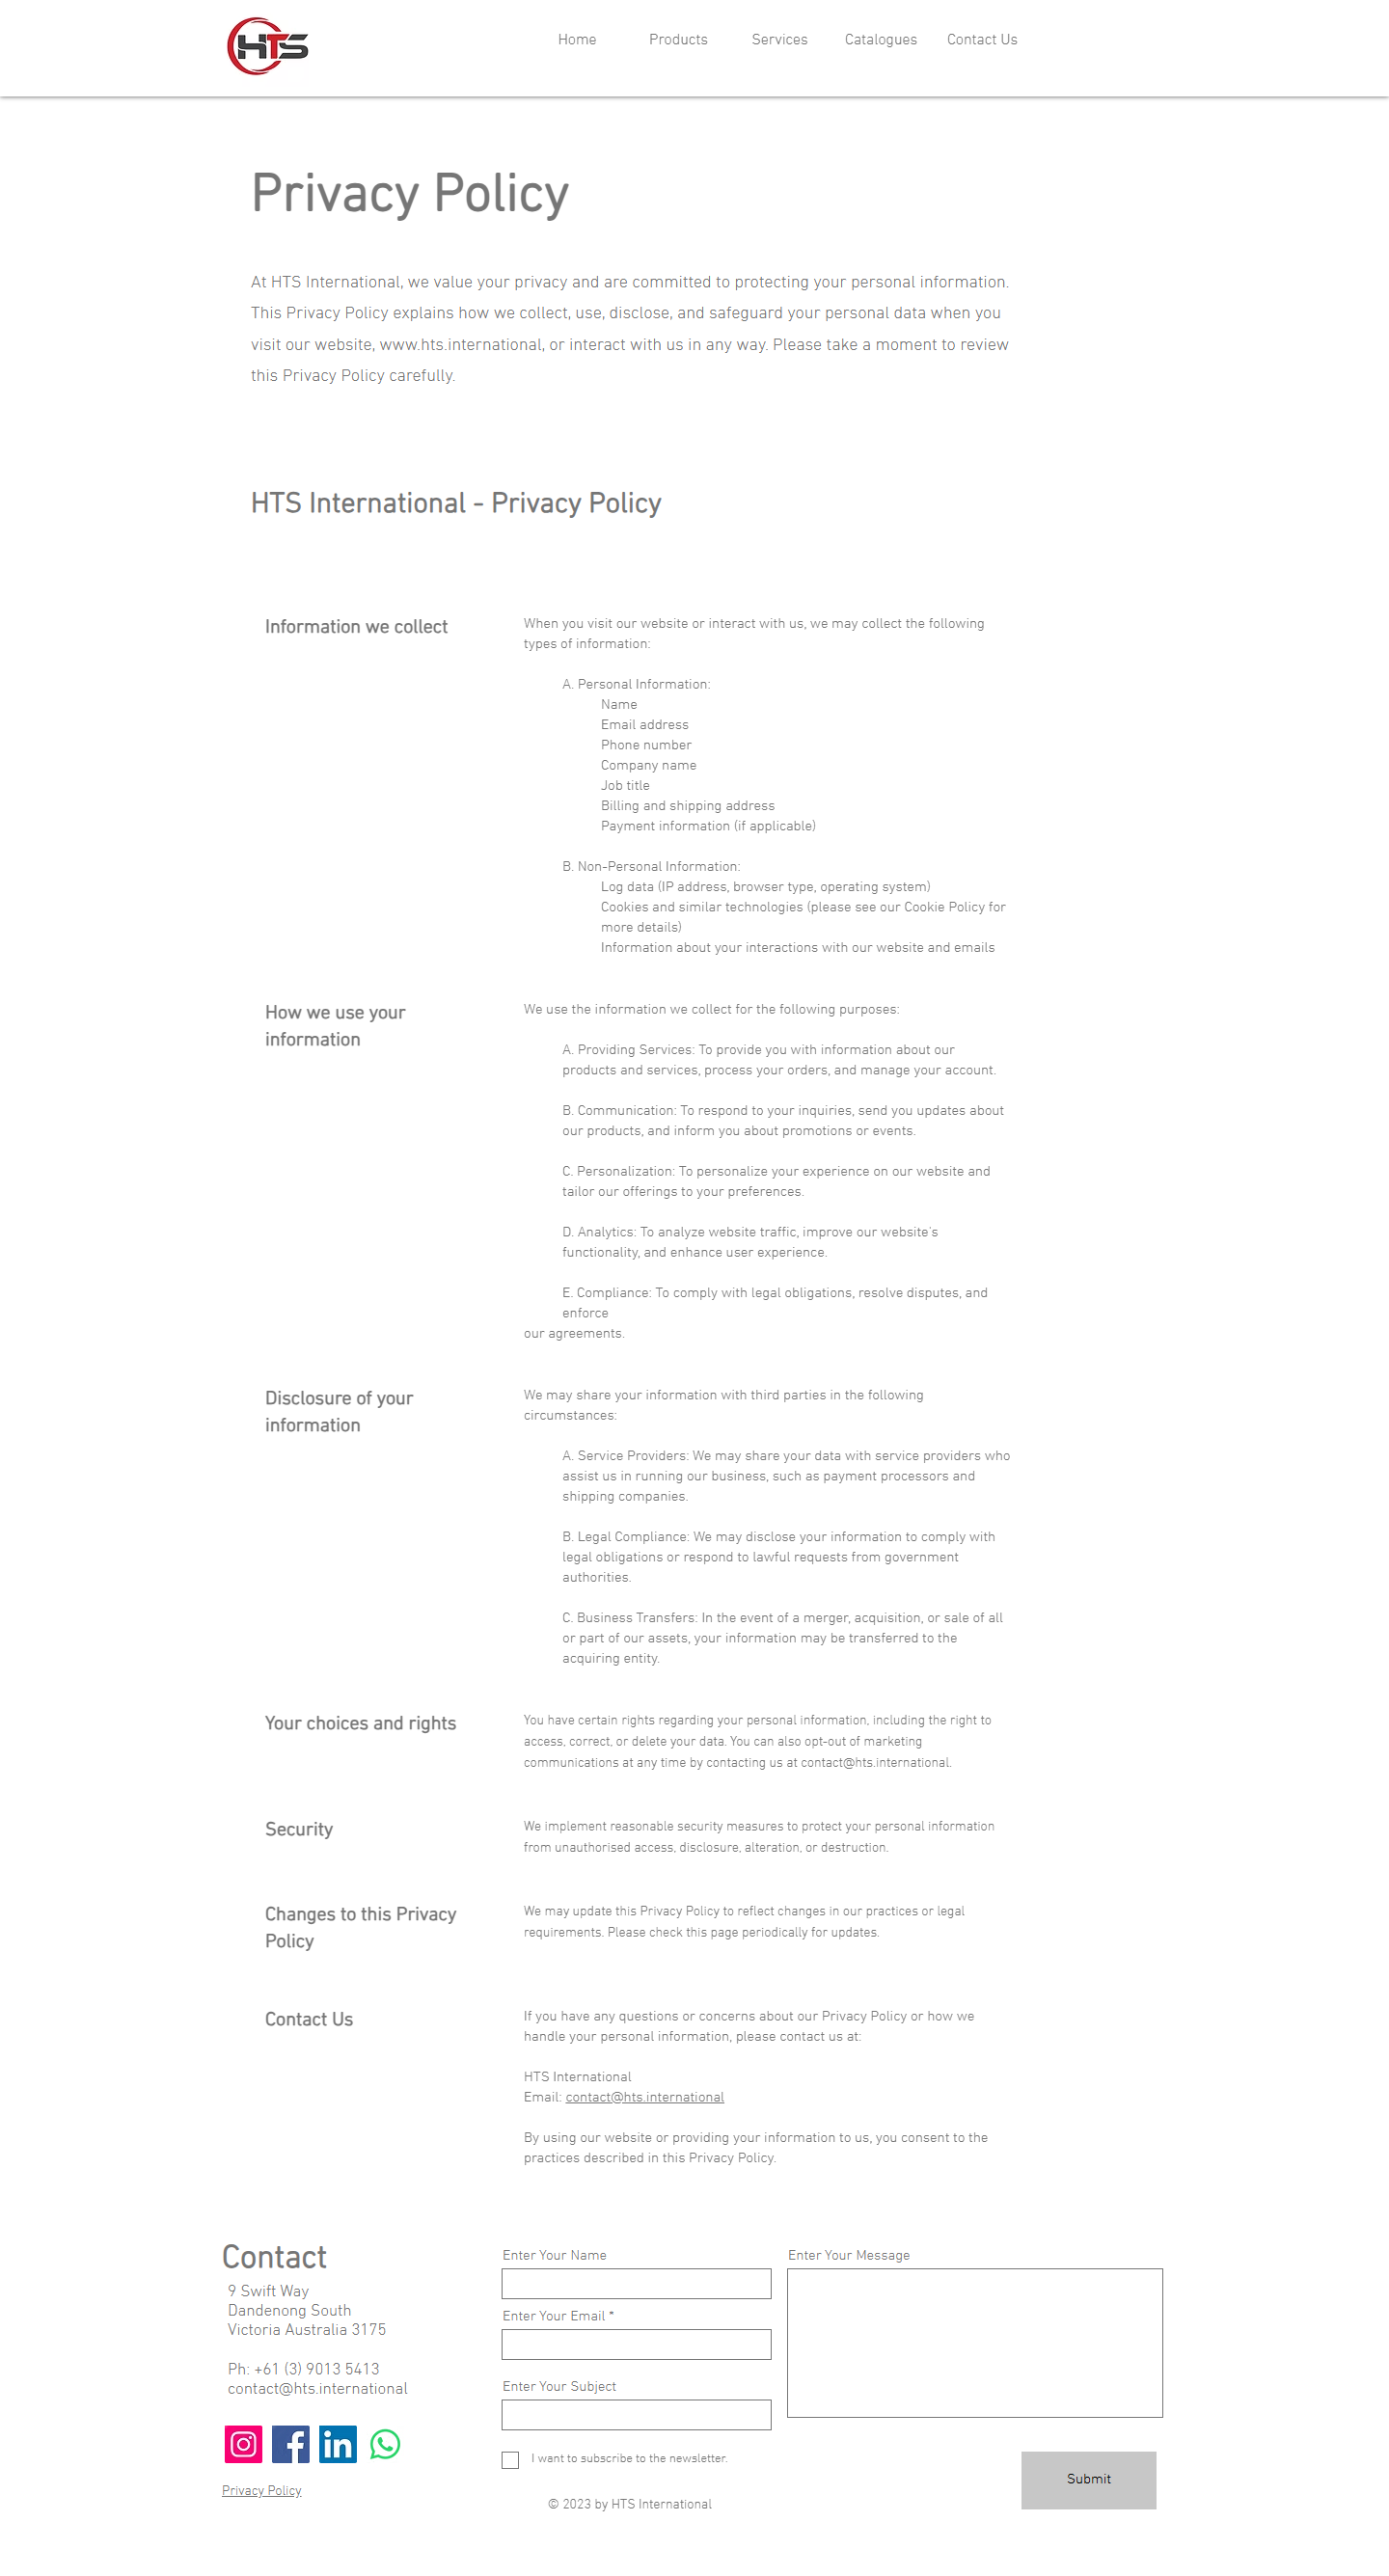 HTS
Home
Products
Services
Catalogues
Contact Us
Privacy Policy
At HTS International, we value your privacy and are committed to protecting your personal information.
This Privacy Policy explains how we collect, use, disclose, and safeguard your personal data when you
visit our website, www.hts.international, or interact with us in any way. Please take a moment to review
this Privacy Policy carefully.
HTS International - Privacy Policy
Information we collect
When you visit our website or interact with us, we may collect the following
types of information:
A. Personal Information:
Name
Email address
Phone number
Company name
Job title
Billing and shipping address
Payment information (if applicable)
B. Non-Personal Information:
Log data (IP address, browser type, operating system)
Cookies and similar technologies (please see our Cookie Policy for
more details)
Information about your interactions with our website and emails
How we use your
information
We use the information we collect for the following purposes:
A. Providing Services: To provide you with information about our
products and services, process your orders, and manage your account.
B. Communication: To respond to your inquiries, send you updates about
our products, and inform you about promotions or events.
C. Personalization: To personalize your experience on our website and
tailor our offerings to your preferences.
D. Analytics: To analyze website traffic, improve our website's
functionality, and enhance user experience.
E. Compliance: To comply with legal obligations, resolve disputes, and
enforce
our agreements.
Disclosure of your
information
We may share your information with third parties in the following
circumstances:
A. Service Providers: We may share your data with service providers who
assist us in running our business, such as payment processors and
shipping companies.
B. Legal Compliance: We may disclose your information to comply with
legal obligations or respond to lawful requests from government
authorities.
C. Business Transfers: In the event of a merger, acquisition, or sale of all
or part of our assets, your information may be transferred to the
acquiring entity.
Your choices and rights
You have certain rights regarding your personal information, including the right to
access, correct, or delete your data. You can also opt-out of marketing
communications at any time by contacting us at contact@hts.international.
Security
We implement reasonable security measures to protect your personal information
from unauthorised access, disclosure, alteration, or destruction.
Changes to this Privacy
Policy
We may update this Privacy Policy to reflect changes in our practices or legal
requirements. Please check this page periodically for updates.
Contact Us
If you have any questions or concerns about our Privacy Policy or how we
handle your personal information, please contact us at:
HTS International
Email: contact@hts.international
By using our website or providing your information to us, you consent to the
practices described in this Privacy Policy.
Contact
9 Swift Way
Dandenong South
Victoria Australia 3175
Ph: +61 (3) 9013 5413
contact@hts.international
Privacy Policy
Enter Your Name
Enter Your Email *
Enter Your Subject
Enter Your Message
I want to subscribe to the newsletter.
Submit
© 2023 by HTS International